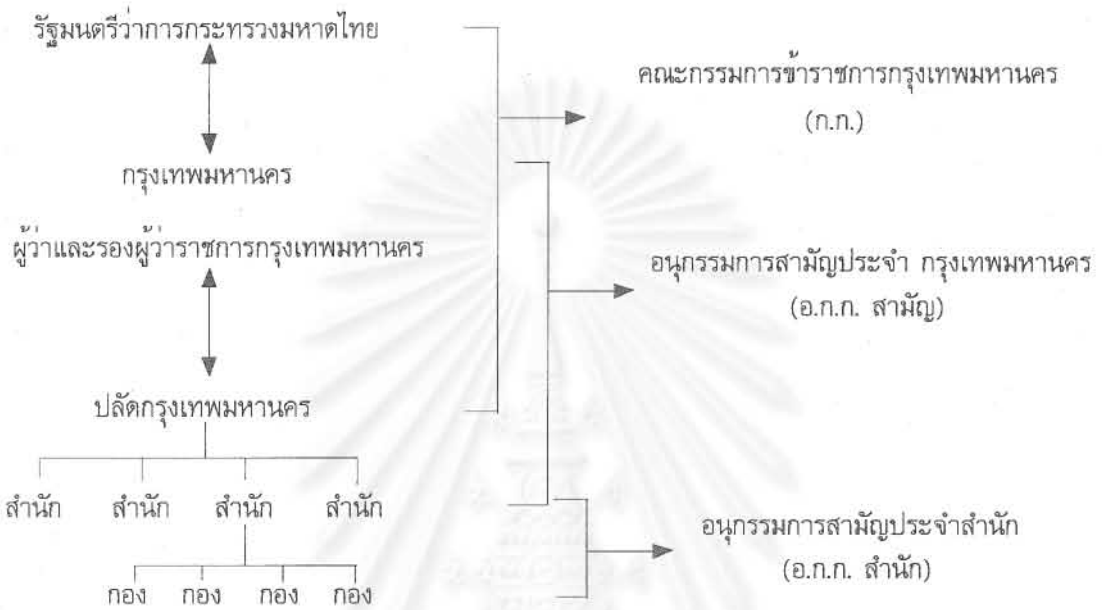 รัฐมนตรีว่าการกระทรวงมหาดไทย
คณะกรรมการข้าราชการกรุงเทพมหานคร
(ก.ก.)
กรุงเทพมหานคร
ผู้ว่าและรองผู้ว่าราชการกรุงเทพมหานคร
อนุกรรมการสามัญประจำ กรุงเทพมหานคร
(อ.ก.ก. สามัญ)
ปลัดกรุงเทพมหานคร
สำนัก สำนัก สำนัก สำนัก
อนุกรรมการสามัญประจำสำนัก
(อ.ก.ก. สำนัก)
กอง กอง กอง กอง